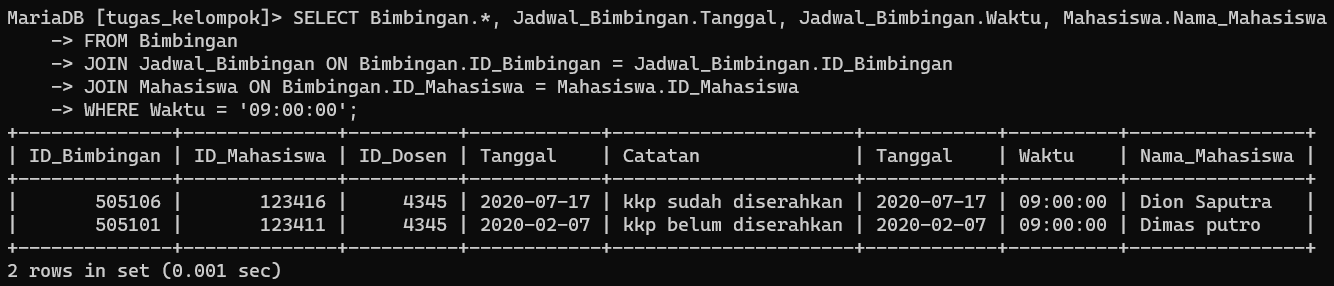 MariaDB [tugas_kelompok]> SELECT Bimbingan.*, Jadwal_Bimbingan.Tanggal, Jadwal_Bimbingan.Waktu, Mahasiswa.Nama_Mahasiswa
    -> FROM Bimbingan
    -> JOIN Jadwal_Bimbingan ON Bimbingan.ID_Bimbingan = Jadwal_Bimbingan.ID_Bimbingan
    -> JOIN Mahasiswa ON Bimbingan.ID_Mahasiswa = Mahasiswa.ID_Mahasiswa
    -> WHERE Waktu = '09:00:00';
+--------------+--------------+----------+------------+----------------------+------------+----------+----------------+
| ID_Bimbingan | ID_Mahasiswa | ID_Dosen | Tanggal    | Catatan              | Tanggal    | Waktu    | Nama_Mahasiswa |
+--------------+--------------+----------+------------+----------------------+------------+----------+----------------+
|       505106 |       123416 |     4345 | 2020-07-17 | kkp sudah diserahkan | 2020-07-17 | 09:00:00 | Dion Saputra   |
|       505101 |       123411 |     4345 | 2020-02-07 | kkp belum diserahkan | 2020-02-07 | 09:00:00 | Dimas putro    |
+--------------+--------------+----------+------------+----------------------+------------+----------+----------------+
2 rows in set (0.001 sec)